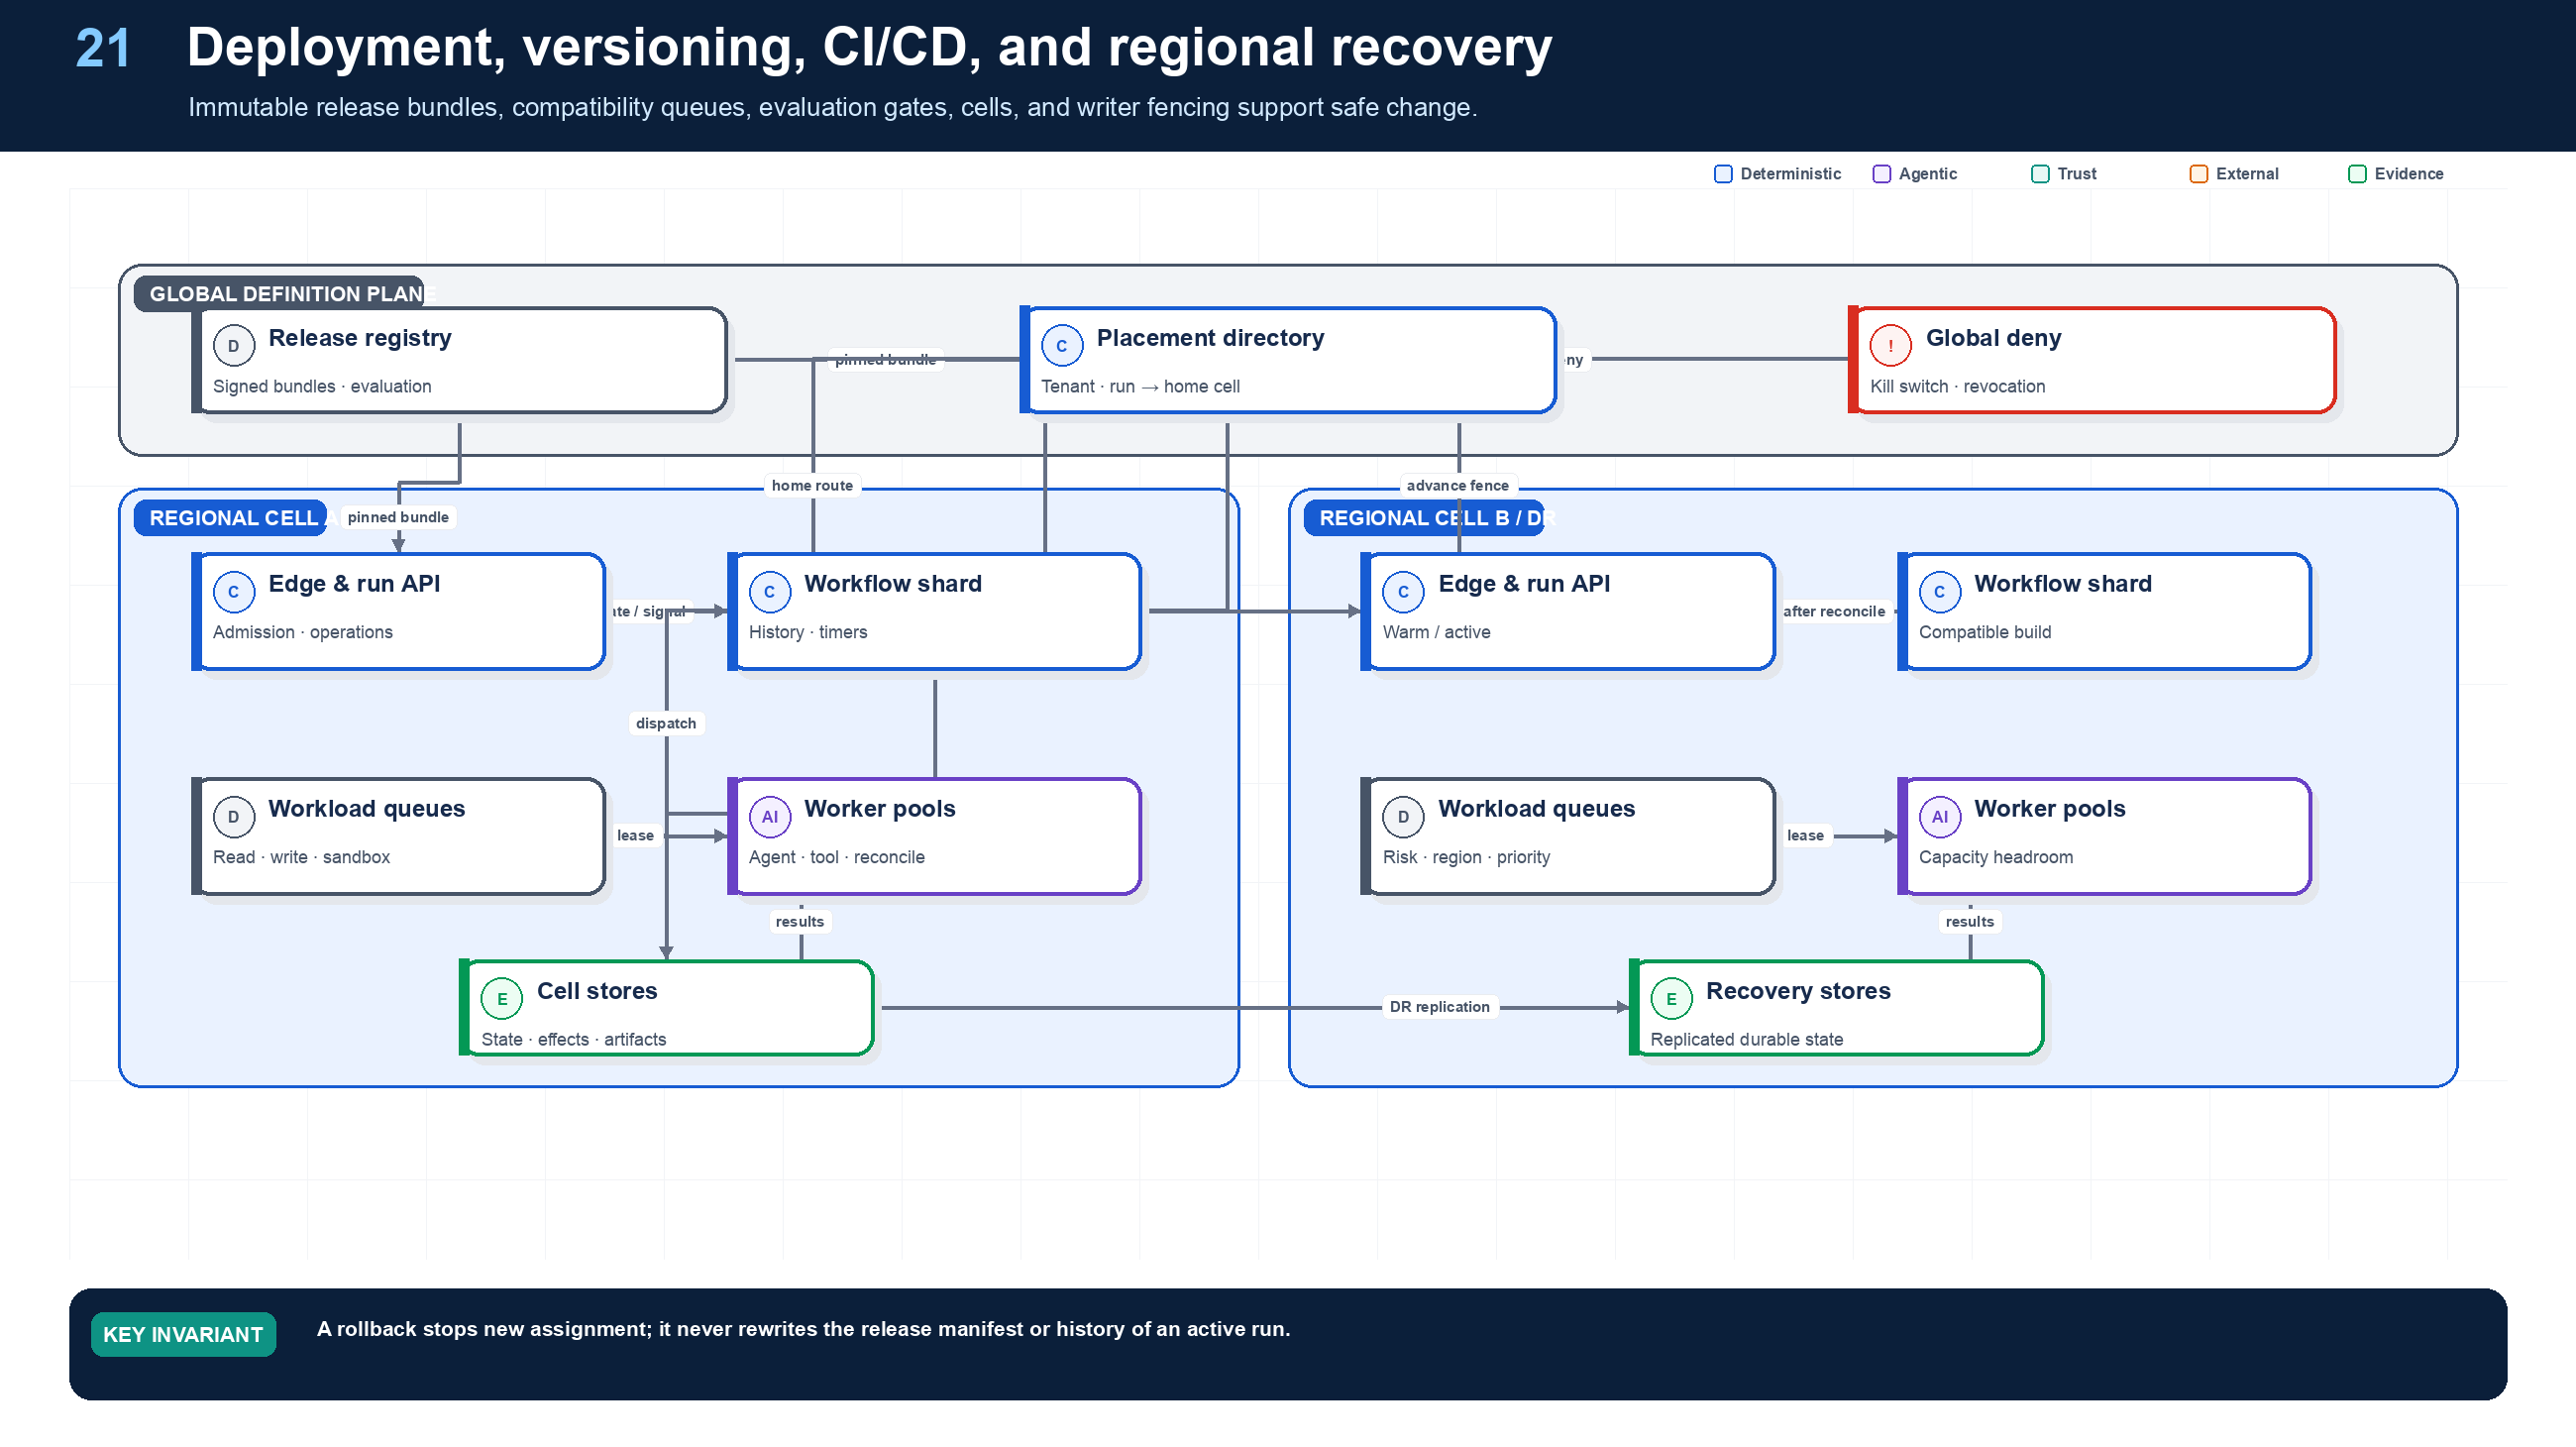 21 Deployment, versioning, CI/CD, and regional recovery
Immutable release bundles, compatibility queues, evaluation gates, cells, and writer fencing support safe change.
Deterministic
Agentic
Trust
External
Evidence
GLOBAL DEFINITION PLANE
D
Release registry
Signed bundles · evaluation
pinned bundle
C
Placement directory
Tenant · run → home cell
!
Global deny
Kill switch · revocation
home route
advance fence
REGIONAL CELL
pinned bundle
C
Edge & run API
Admission · operations
C
Workflow shard
History · timers
dispatch
D
Workload queues
Read · write · sandbox
lease
AI
Worker pools
Agent · tool · reconcile
results
E
Cell stores
State · effects · artifacts
REGIONAL CELL B / DR
C
Edge & run API
Warm / active
after reconcile
C
Workflow shard
Compatible build
D
Workload queues
Risk · region · priority
lease
AI
Worker pools
Capacity headroom
results
DR replication
E
Recovery stores
Replicated durable state
KEY INVARIANT
A rollback stops new assignment; it never rewrites the release manifest or history of an active run.